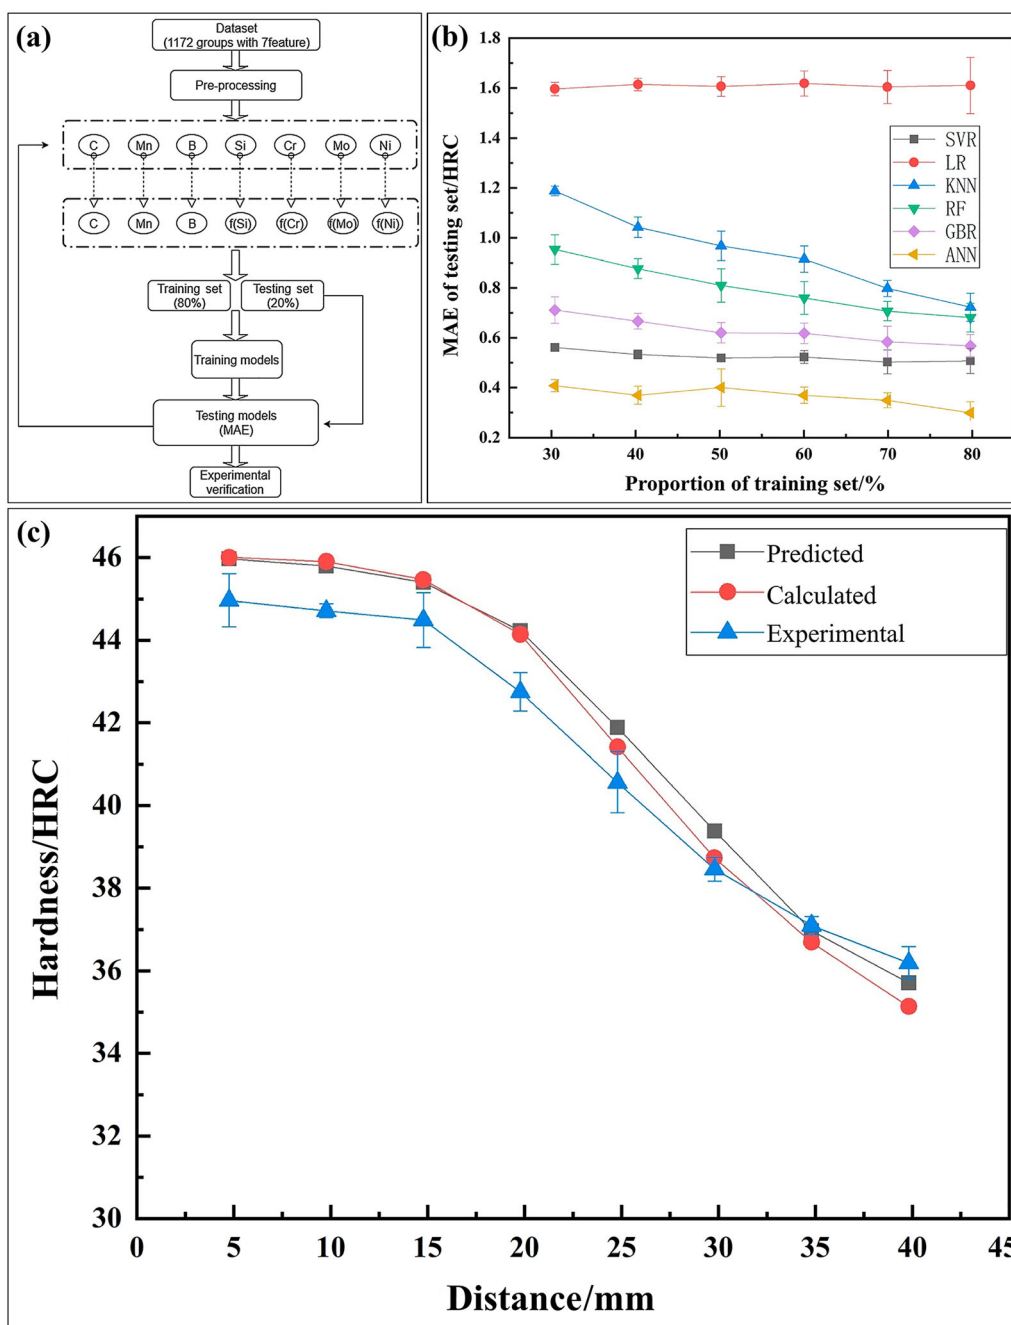 (a)
Dataset
(1172 groups with 7feature)
Pre-processing
C Mn B Si Cr Mo Ni
C Mn B f(Si) f(Cr) f(Mo) f(Ni)
Training set
(80%)
Testing set
(20%)
Training models
Testing models
(MAE)
Experimental
verification
(b)
MAE of testing set/HRC
1.8
1.6
1.4
1.2
1.0
0.8
0.6
0.4
0.2
SVR
LR
KNN
RF
GBR
ANN
30 40 50 60 70 80
Proportion of training set/%
(c)
Hardness/HRC
46
44
42
40
38
36
34
32
30
Predicted
Calculated
Experimental
0 5 10 15 20 25 30 35 40 45
Distance/mm